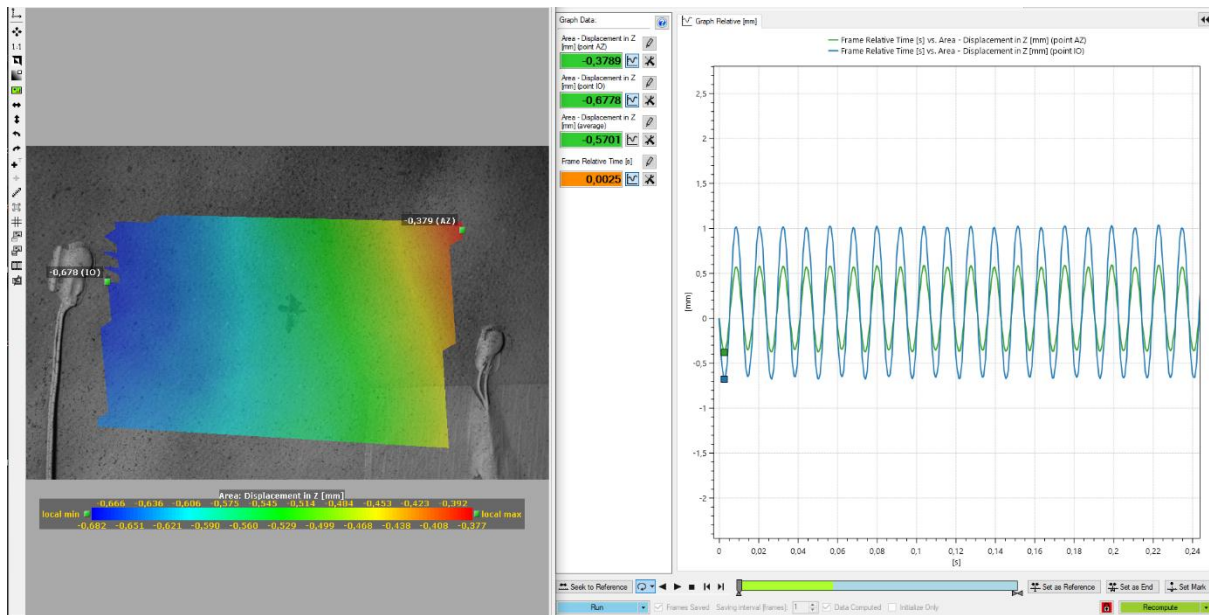 1:1
-0,379 (AZ)
-0,678 (IO)
Area: Displacement in Z [mm]
-0,666 -0,636 -0,606 -0,575 -0,545 -0,514 -0,484 -0,453 -0,423 -0,392
local min
local max
-0,682 -0,651 -0,621 -0,590 -0,560 -0,529 -0,499 -0,468 -0,438 -0,408 -0,377
Graph Data:
Area - Displacement in Z
[mm] (point AZ)
-0,3789
Area - Displacement in Z
[mm] (point IO)
-0,6778
Area - Displacement in Z
[mm] (average)
-0,5701
Frame Relative Time [s]
0,0025
Graph Relative [mm]
Frame Relative Time [s] vs. Area - Displacement in Z [mm] (point AZ)
Frame Relative Time [s] vs. Area - Displacement in Z [mm] (point IO)
2,5
2
1,5
1
0,5
0
-0,5
-1
-1,5
-2
[mm]
0 0,02 0,04 0,06 0,08 0,10 0,12 0,14 0,16 0,18 0,20 0,22 0,24
[s]
Seek to Reference
Set as Reference
Set as End
Set Mark
Run
Frames Saved
Saving interval [frames]:
1
Data Computed
Initialize Only
Recompute